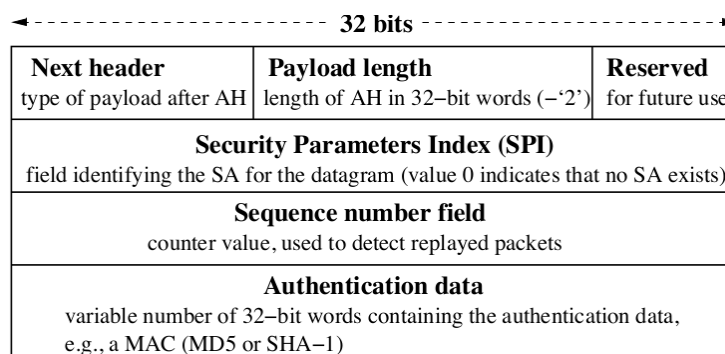 32 bits
Next header Payload length Reserved
type of payload after AH length of AH in 32−bit words (−‘2’) for future use
Security Parameters Index (SPI)
field identifying the SA for the datagram (value 0 indicates that no SA exists)
Sequence number field
counter value, used to detect replayed packets
Authentication data
variable number of 32−bit words containing the authentication data,
e.g., a MAC (MD5 or SHA−1)